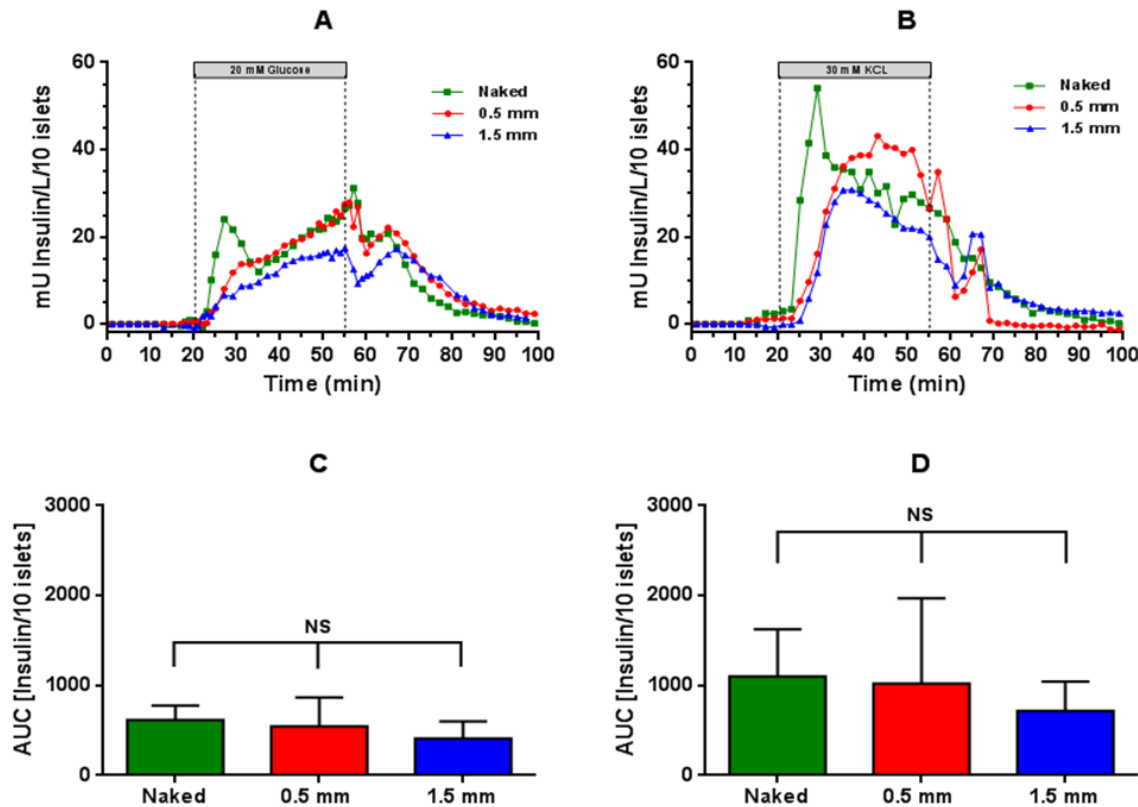 A
20 mM Glucose
Naked
0.5 mm
1.5 mm
mU Insulin/L/10 islets
60
40
20
0
0 10 20 30 40 50 60 70 80 90 100
Time (min)
B
30 mM KCL
Naked
0.5 mm
1.5 mm
mU Insulin/L/10 islets
60
40
20
0
0 10 20 30 40 50 60 70 80 90 100
Time (min)
C
AUC [Insulin/10 islets]
3000
2000
1000
0
NS
Naked 0.5 mm 1.5 mm
D
AUC [Insulin/10 islets]
3000
2000
1000
0
NS
Naked 0.5 mm 1.5 mm